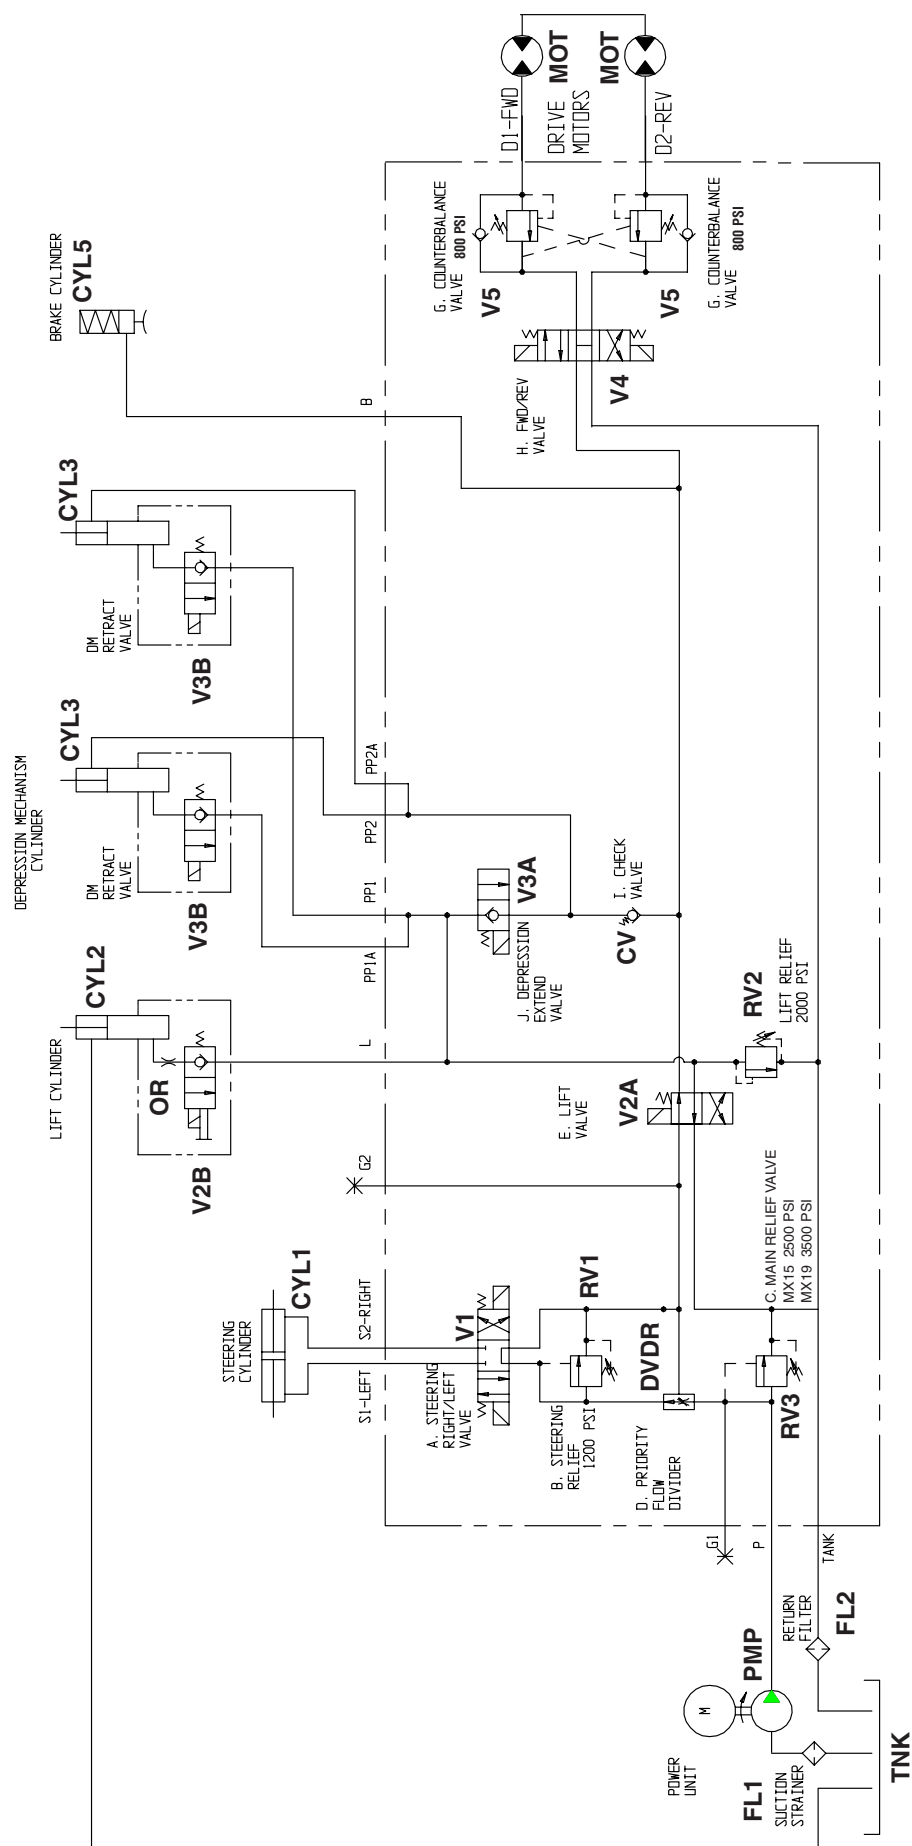 MOT
MOT
D1-FWD
DRIVE
MOTORS
D2-REV
G. COUNTERBALANCE
VALVE 800 PSI
V5
G. COUNTERBALANCE
VALVE 800 PSI
V5
BRAKE CYLINDER
CYL5
B
H. FWD/REV
VALVE
V4
CYL3
DM
RETRACT
VALVE
V3B
DEPRESSION MECHANISM
CYLINDER
CYL3
DM
RETRACT
VALVE
V3B
PP2A
PP2
PP1
PP1A
V3A
J. DEPRESSION
EXTEND
VALVE
I. CHECK
VALVE
CV
LIFT CYLINDER
CYL2
OR
V2B
L
RV2
LIFT RELIEF
2000 PSI
E. LIFT
VALVE
V2A
G2
STEERING
CYLINDER
CYL1
S2-RIGHT
S1-LEFT
V1
A. STEERING
RIGHT/LEFT
VALVE
RV1
B. STEERING
RELIEF
1200 PSI
DVDR
D. PRIORITY
FLOW
DIVIDER
C. MAIN RELIEF VALVE
MX15 2500 PSI
MX19 3500 PSI
RV3
G1
P
TANK
RETURN
FILTER
FL2
M
PMP
POWER
UNIT
FL1
SUCTION
STRAINER
TNK